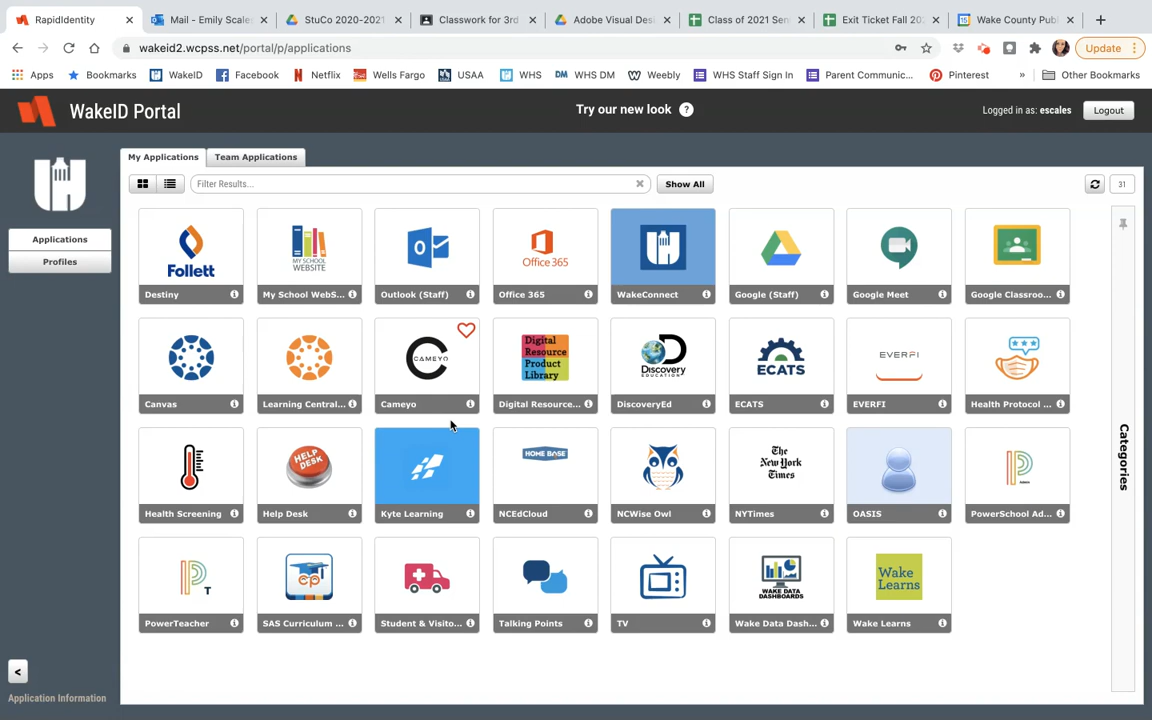 RapidIdentity
Mail - Emily Scales
StuCo 2020-2021
Classwork for 3rd
Adobe Visual Desi
Class of 2021 Sen
Exit Ticket Fall 202
Wake County Publ
wakeid2.wcpss.net/portal/p/applications
Update
Apps Bookmarks WakeID Facebook Netflix Wells Fargo USAA WHS WHS DM Weebly WHS Staff Sign In Parent Communic... Pinterest » Other Bookmarks
WakeID Portal
Try our new look ?
Logged in as: escales
Logout
My Applications Team Applications
Filter Results...
Show All
31
Applications
Profiles
Follett
MY SCHOOL WEBSITE
Office 365
Destiny
My School WebS...
Outlook (Staff)
Office 365
WakeConnect
Google (Staff)
Google Meet
Google Classroo...
CAMEYO
Digital
Resource
Product
Library
Discovery
EDUCATION
ECATS
EVERFI
Canvas
Learning Central...
Cameyo
Digital Resource...
DiscoveryEd
ECATS
EVERFI
Health Protocol ...
HELP DESK
HOME BASE
The
New York
Times
Health Screening
Help Desk
Kyte Learning
NCEdCloud
NCWise Owl
NYTimes
OASIS
PowerSchool Ad...
T
cp
WAKE DATA
DASHBOARDS
Wake
Learns
PowerTeacher
SAS Curriculum ...
Student & Visito...
Talking Points
TV
Wake Data Dash...
Wake Learns
Categories
<
Application Information